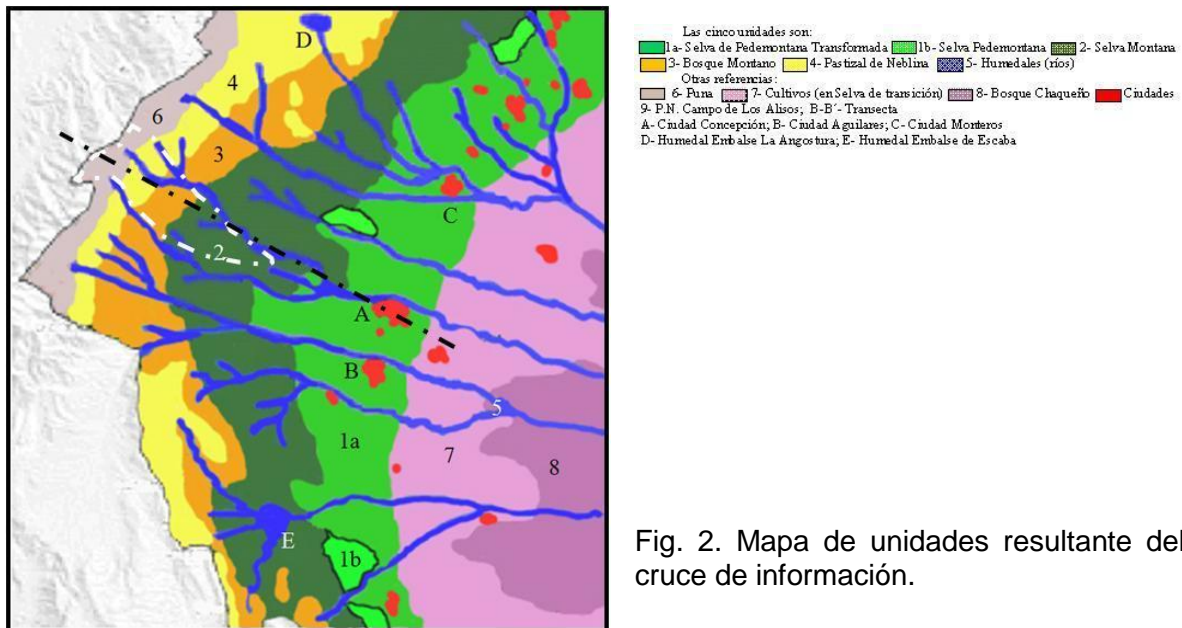 D
4
6
3
C
2
A
B
5
1a
7
8
E
1b
Las cinco unidades son:
1a- Selva de Pedemontana Transformada 1b- Selva Pedemontana 2- Selva Montana
3- Bosque Montano 4- Pastizal de Neblina 5- Humedales (ríos)
Otras referencias:
6- Puna 7- Cultivos (en Selva de transición) 8- Bosque Chaqueño Ciudades
9- P.N. Campo de Los Alisos; B-B´- Transecta
A- Ciudad Concepción; B- Ciudad Aguilares; C- Ciudad Monteros
D- Humedal Embalse La Angostura; E- Humedal Embalse de Escaba
Fig. 2. Mapa de unidades resultante del
cruce de información.